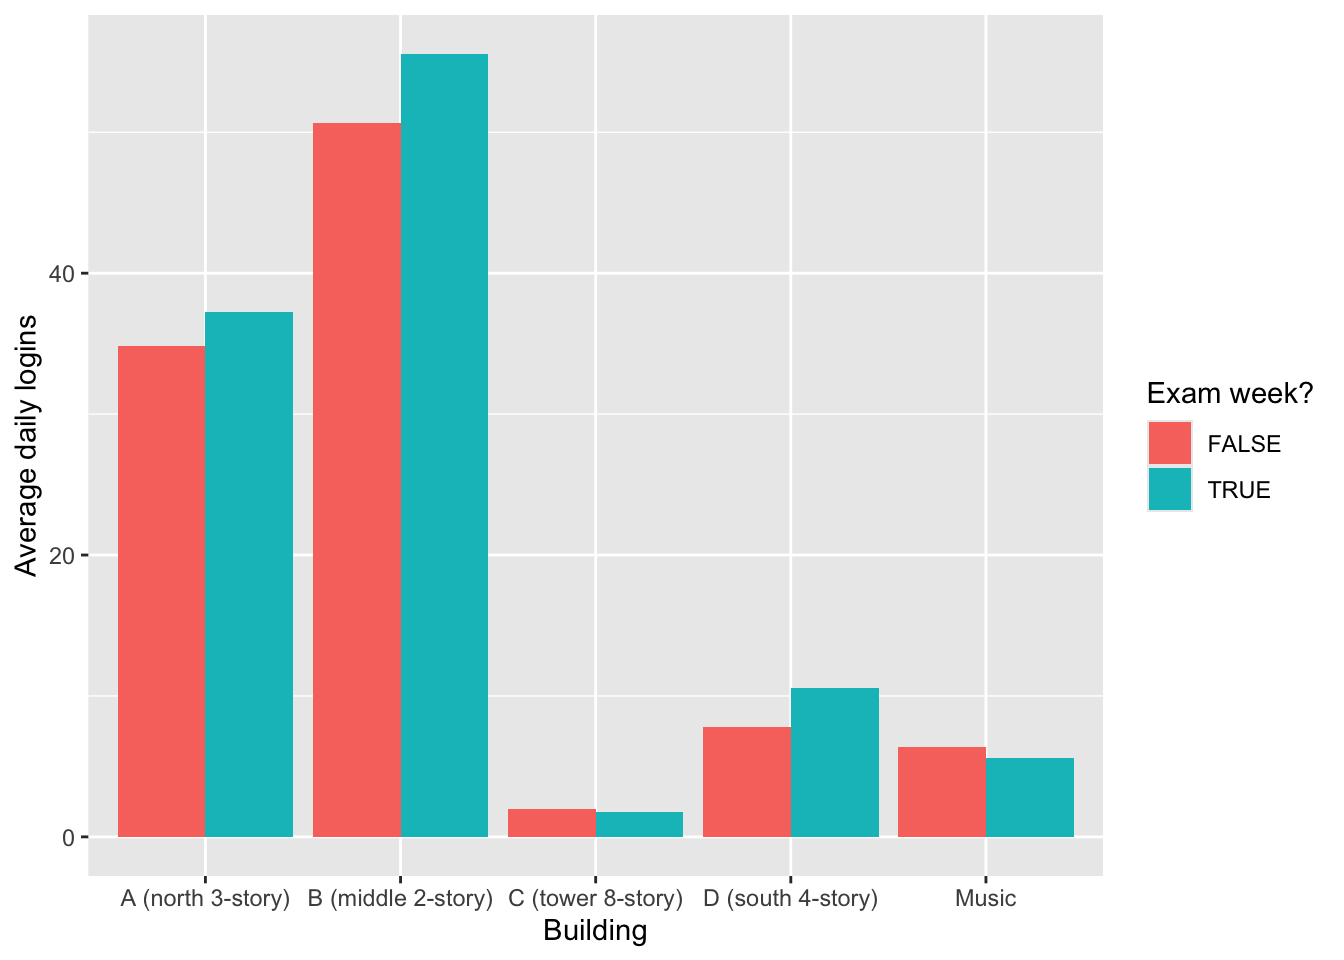 Average daily logins
40
20
0
A (north 3-story) B (middle 2-story) C (tower 8-story) D (south 4-story) Music
Building
Exam week?
FALSE
TRUE